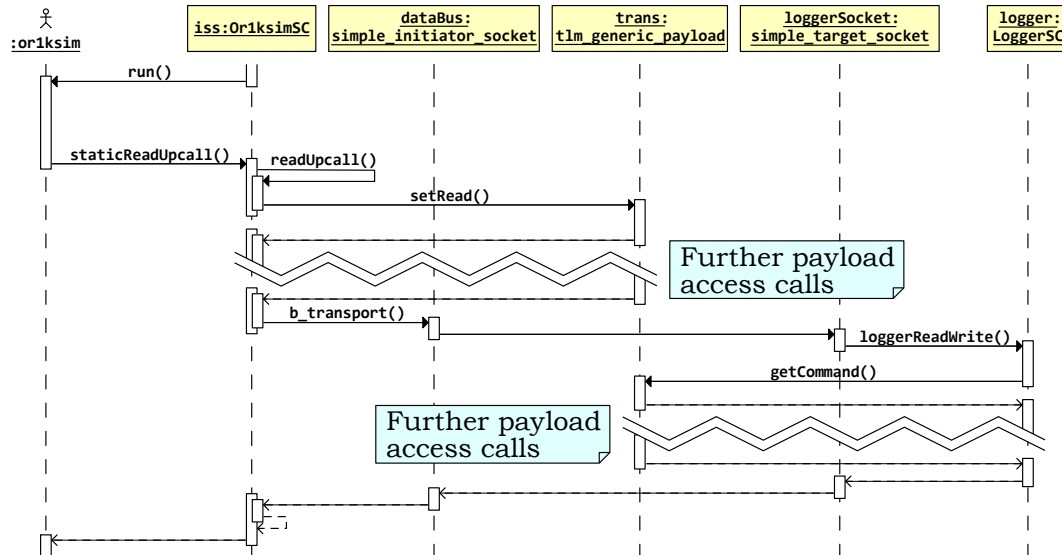 :or1ksim
iss:Or1ksimSC
dataBus:
simple_initiator_socket
trans:
tlm_generic_payload
loggerSocket:
simple_target_socket
logger:
LoggerSC
run()
staticReadUpcall()
readUpcall()
setRead()
Further payload
access calls
b_transport()
loggerReadWrite()
getCommand()
Further payload
access calls